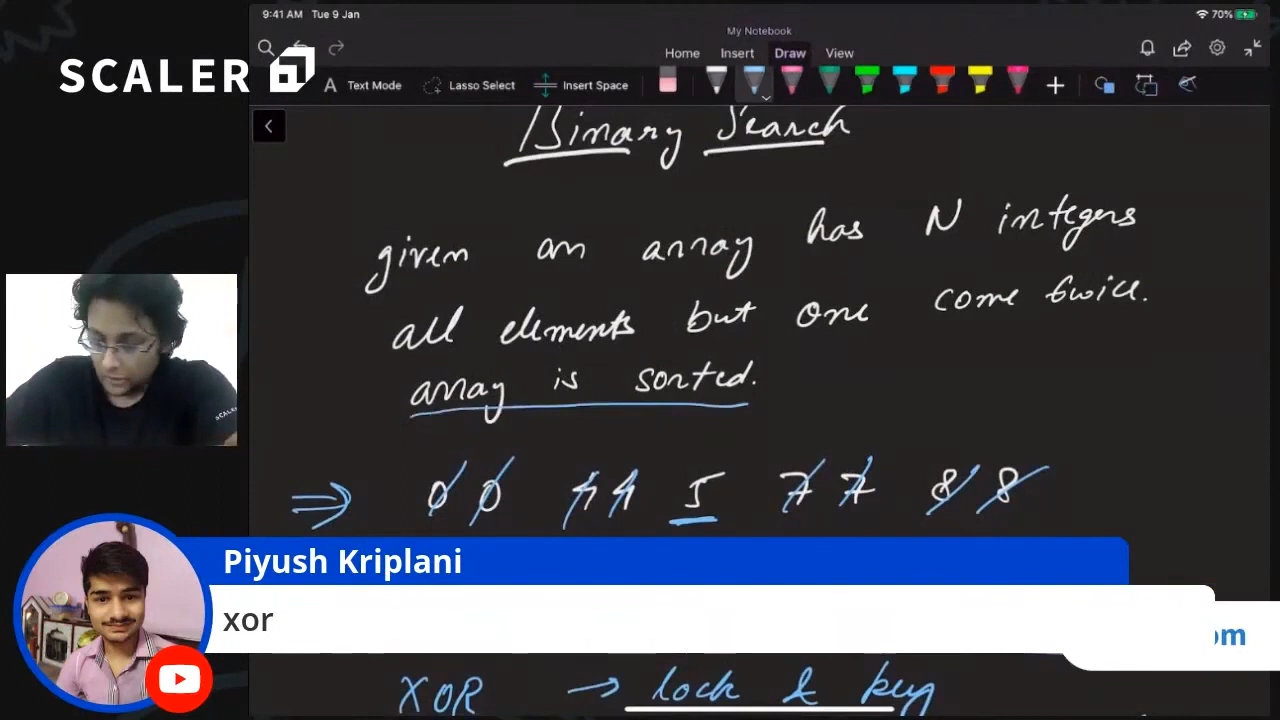 9:41 AM Tue 9 Jan
70%
My Notebook
SCALER
Home Insert Draw View
Text Mode Lasso Select Insert Space
Binary Search
given an array has N integers
all elements but one come twice.
array is sorted.
0 0 4 4 5 7 7 8 8
Piyush Kriplani
xor
om
XOR → lock & key